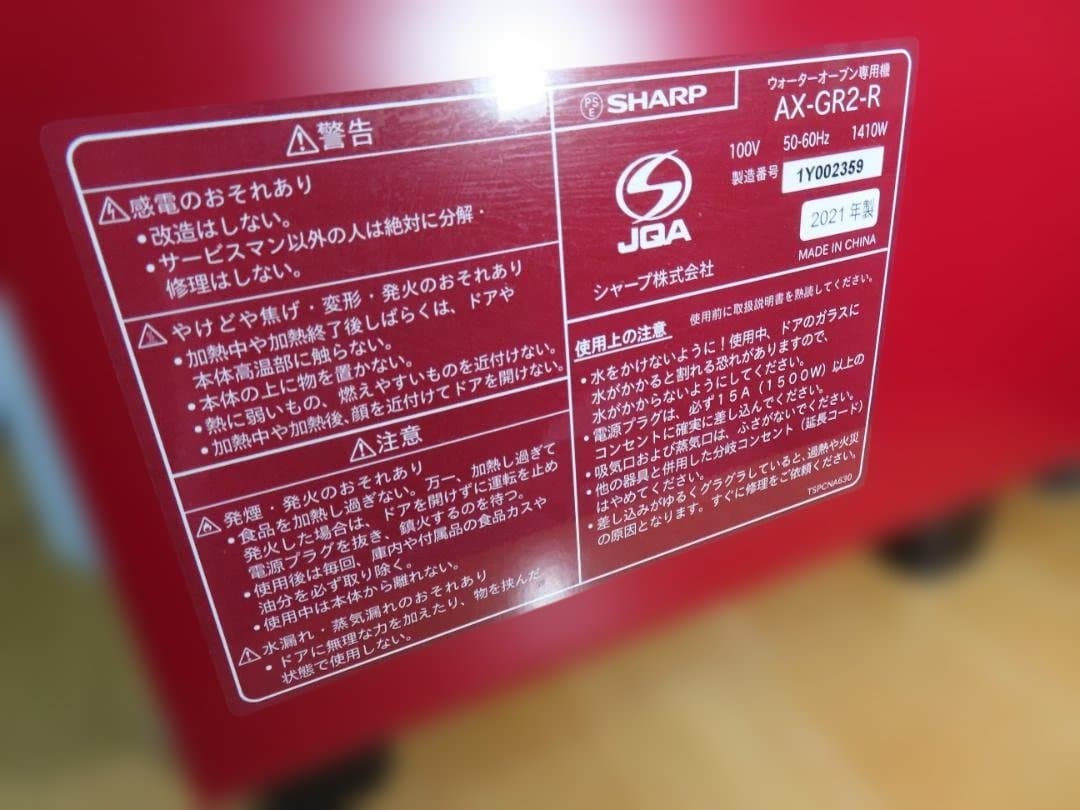 ⚠警告
感電のおそれあり
•改造はしない。
•サービスマン以外の人は絶対に分解・
修理はしない。
やけどや焦げ・変形・発火のおそれあり
•加熱中や加熱終了後しばらくは、ドアや
本体高温部に触らない。
•本体の上に物を置かない。
•熱に弱いもの、燃えやすいものを近付けない。
•加熱中や加熱後、顔を近付けてドアを開けない。
⚠注意
発煙・発火のおそれあり
•食品を加熱し過ぎない。万一、加熱し過ぎて
発火した場合は、ドアを開けずに運転を止め
電源プラグを抜き、鎮火するのを待つ。
•使用後は毎回、庫内や付属品の食品カスや
油分を必ず取り除く。
•使用中は本体から離れない。
⚠水漏れ・蒸気漏れのおそれあり
•ドアに無理な力を加えたり、物を挟んだ
状態で使用しない。
PSE SHARP
ウォーターオーブン専用機
AX-GR2-R
100V 50-60Hz 1410W
製造番号 1Y002359
2021年製
MADE IN CHINA
JQA
シャープ株式会社
使用上の注意 使用前に取扱説明書を熟読してください。
•水をかけないように!使用中、ドアのガラスに
水がかかると割れる恐れがありますので、
水がかからないようにしてください。
•電源プラグは、必ず15A(1500W)以上の
コンセントに確実に差し込んでください。
•吸気口および蒸気口は、ふさがないでください。
•他の器具と併用した分岐コンセント(延長コード)
はやめてください。
•差し込みがゆるくグラグラしていると、過熱や火災
の原因となります。すぐに修理をご依頼ください。
TSPCNA630